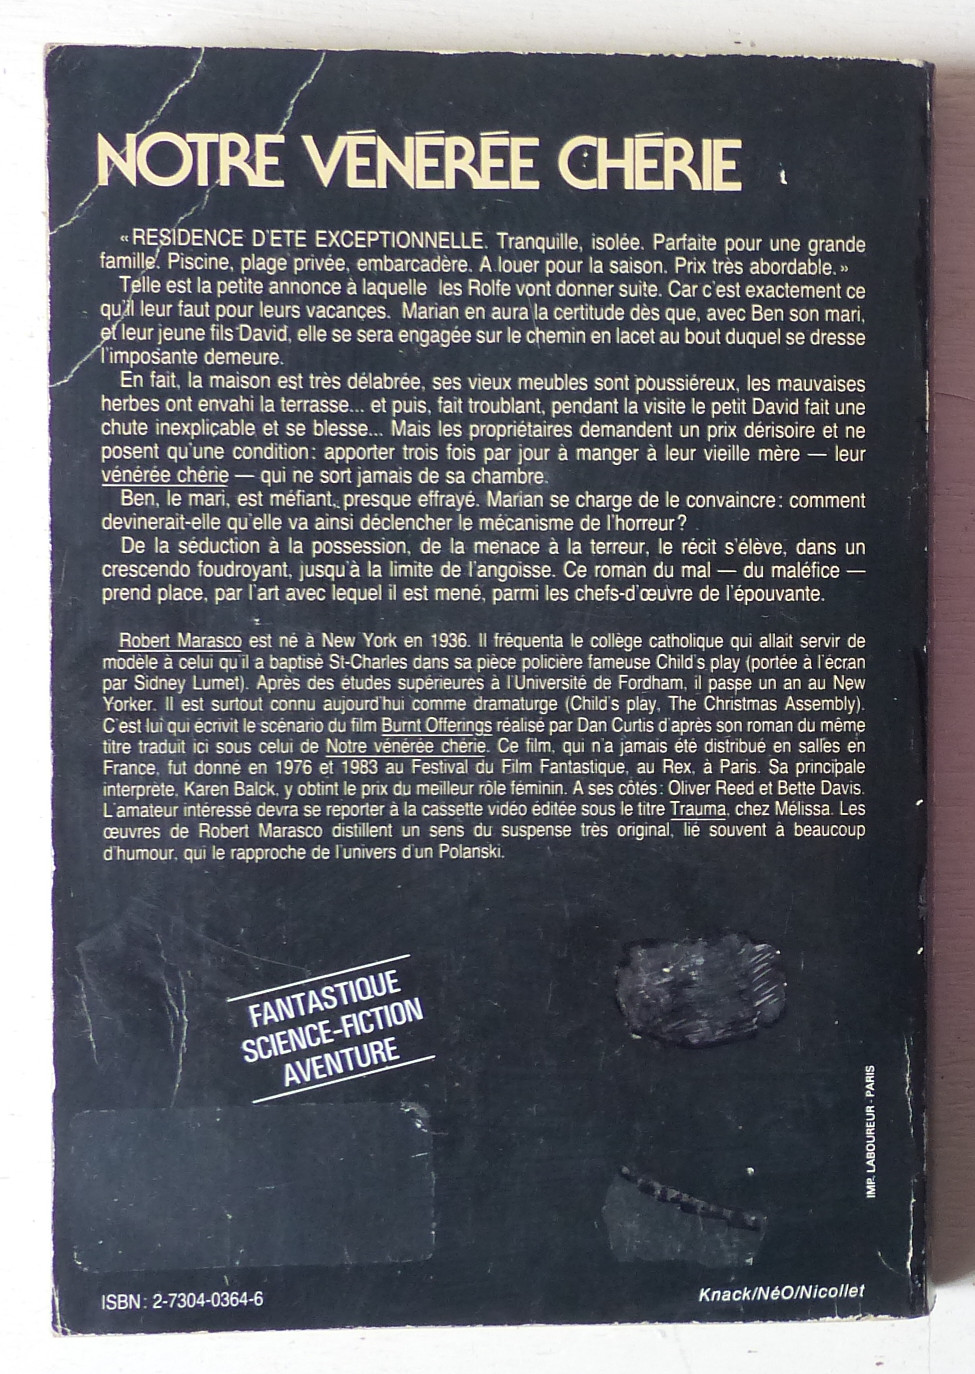 NOTRE VÉNÉRÉE CHÉRIE
« RESIDENCE D'ETE EXCEPTIONNELLE. Tranquille, isolée. Parfaite pour une grande
famille. Piscine, plage privée, embarcadère. A louer pour la saison. Prix très abordable. »
Telle est la petite annonce à laquelle les Rolfe vont donner suite. Car c'est exactement ce
qu'il leur faut pour leurs vacances. Marian en aura la certitude dès que, avec Ben son mari,
et leur jeune fils David, elle se sera engagée sur le chemin en lacet au bout duquel se dresse
l'imposante demeure.
En fait, la maison est très délabrée, ses vieux meubles sont poussiéreux, les mauvaises
herbes ont envahi la terrasse... et puis, fait troublant, pendant la visite le petit David fait une
chute inexplicable et se blesse... Mais les propriétaires demandent un prix dérisoire et ne
posent qu'une condition : apporter trois fois par jour à manger à leur vieille mère — leur
vénérée chérie — qui ne sort jamais de sa chambre.
Ben, le mari, est méfiant, presque effrayé. Marian se charge de le convaincre : comment
devinerait-elle qu'elle va ainsi déclencher le mécanisme de l'horreur ?
De la séduction à la possession, de la menace à la terreur, le récit s'élève, dans un
crescendo foudroyant, jusqu'à la limite de l'angoisse. Ce roman du mal — du maléfice —
prend place, par l'art avec lequel il est mené, parmi les chefs-d'œuvre de l'épouvante.
Robert Marasco est né à New York en 1936. Il fréquenta le collège catholique qui allait servir de
modèle à celui qu'il a baptisé St-Charles dans sa pièce policière fameuse Child's play (portée à l'écran
par Sidney Lumet). Après des études supérieures à l'Université de Fordham, il passe un an au New
Yorker. Il est surtout connu aujourd'hui comme dramaturge (Child's play, The Christmas Assembly).
C'est lui qui écrivit le scénario du film Burnt Offerings réalisé par Dan Curtis d'après son roman du même
titre traduit ici sous celui de Notre vénérée chérie. Ce film, qui n'a jamais été distribué en salles en
France, fut donné en 1976 et 1983 au Festival du Film Fantastique, au Rex, à Paris. Sa principale
interprète, Karen Balck, y obtint le prix du meilleur rôle féminin. A ses côtés : Oliver Reed et Bette Davis.
L'amateur intéressé devra se reporter à la cassette vidéo éditée sous le titre Trauma, chez Mélissa. Les
œuvres de Robert Marasco distillent un sens du suspense très original, lié souvent à beaucoup
d'humour, qui le rapproche de l'univers d'un Polanski.
FANTASTIQUE
SCIENCE-FICTION
AVENTURE
IMP. LABOUREUR - PARIS
ISBN : 2-7304-0364-6
Knack/NéO/Nicollet